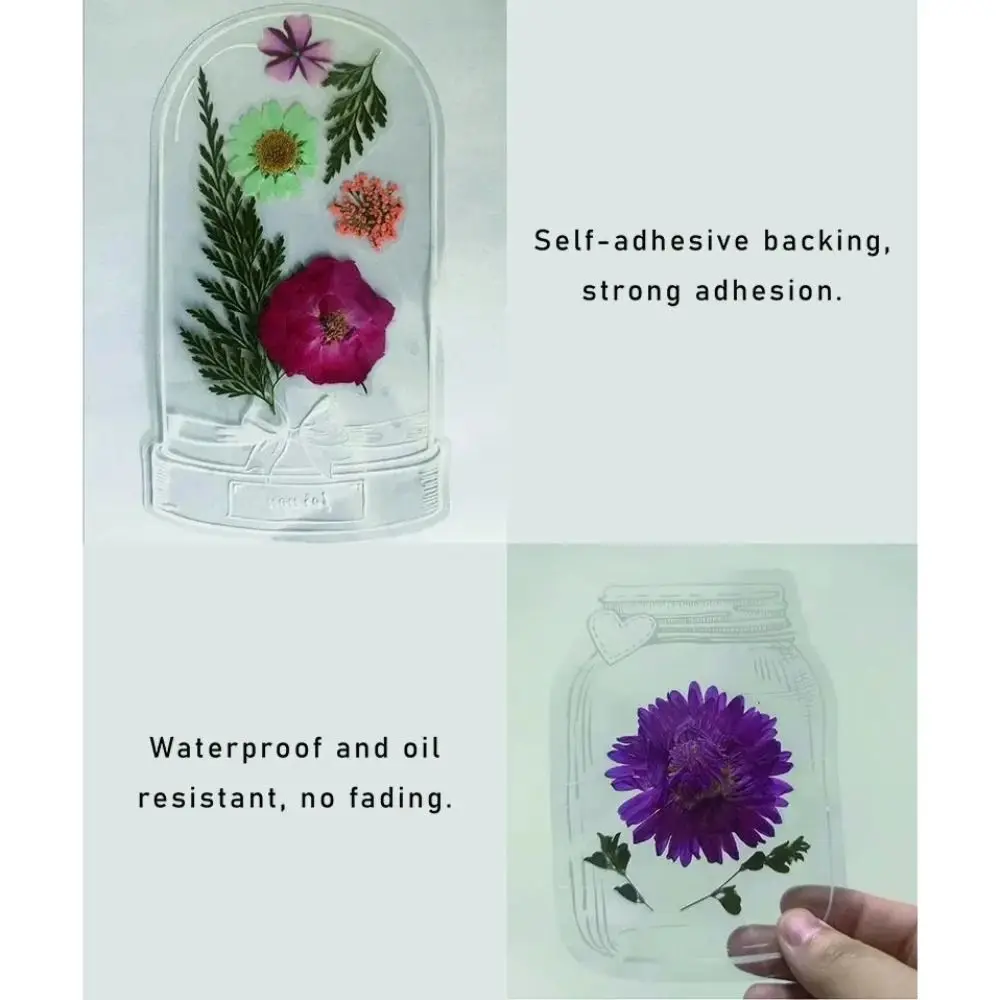 Self-adhesive backing,
strong adhesion.
Waterproof and oil
resistant, no fading.